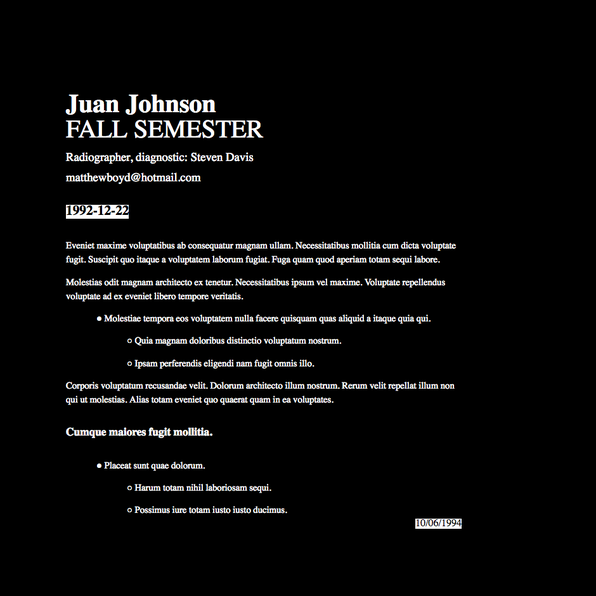 Juan Johnson
FALL SEMESTER
Radiographer, diagnostic: Steven Davis
matthewboyd@hotmail.com
1992-12-22
Eveniet maxime voluptatibus ab consequatur magnam ullam. Necessitatibus mollitia cum dicta voluptate
fugit. Suscipit quo itaque a voluptatem laborum fugiat. Fuga quam quod aperiam totam sequi labore.
Molestias odit magnam architecto ex tenetur. Necessitatibus ipsum vel maxime. Voluptate repellendus
voluptate ad ex eveniet libero tempore veritatis.
● Molestiae tempora eos voluptatem nulla facere quisquam quas aliquid a itaque quia qui.
○ Quia magnam doloribus distinctio voluptatum nostrum.
○ Ipsam perferendis eligendi nam fugit omnis illo.
Corporis voluptatum recusandae velit. Dolorum architecto illum nostrum. Rerum velit repellat illum non
qui ut molestias. Alias totam eveniet quo quaerat quam in ea voluptates.
Cumque maiores fugit mollitia.
● Placeat sunt quae dolorum.
○ Harum totam nihil laboriosam sequi.
○ Possimus iure totam iusto iusto ducimus.
10/06/1994